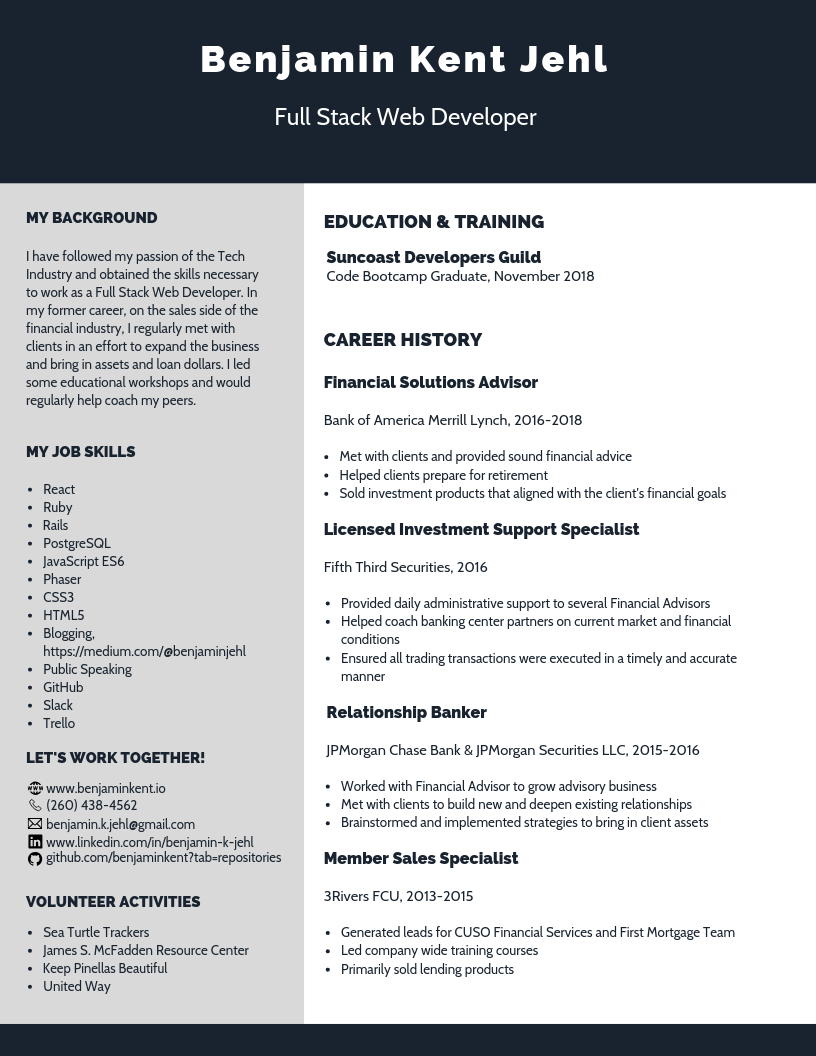 Benjamin Kent Jehl
Full Stack Web Developer
MY BACKGROUND
I have followed my passion of the Tech
Industry and obtained the skills necessary
to work as a Full Stack Web Developer. In
my former career, on the sales side of the
financial industry, I regularly met with
clients in an effort to expand the business
and bring in assets and loan dollars. I led
some educational workshops and would
regularly help coach my peers.
MY JOB SKILLS
• React
• Ruby
• Rails
• PostgreSQL
• JavaScript ES6
• Phaser
• CSS3
• HTML5
• Blogging,
https://medium.com/@benjaminjehl
• Public Speaking
• GitHub
• Slack
• Trello
LET'S WORK TOGETHER!
www.benjaminkent.io
(260) 438-4562
benjamin.k.jehl@gmail.com
www.linkedin.com/in/benjamin-k-jehl
github.com/benjaminkent?tab=repositories
VOLUNTEER ACTIVITIES
• Sea Turtle Trackers
• James S. McFadden Resource Center
• Keep Pinellas Beautiful
• United Way
EDUCATION & TRAINING
Suncoast Developers Guild
Code Bootcamp Graduate, November 2018
CAREER HISTORY
Financial Solutions Advisor
Bank of America Merrill Lynch, 2016-2018
• Met with clients and provided sound financial advice
• Helped clients prepare for retirement
• Sold investment products that aligned with the client's financial goals
Licensed Investment Support Specialist
Fifth Third Securities, 2016
• Provided daily administrative support to several Financial Advisors
• Helped coach banking center partners on current market and financial
conditions
• Ensured all trading transactions were executed in a timely and accurate
manner
Relationship Banker
JPMorgan Chase Bank & JPMorgan Securities LLC, 2015-2016
• Worked with Financial Advisor to grow advisory business
• Met with clients to build new and deepen existing relationships
• Brainstormed and implemented strategies to bring in client assets
Member Sales Specialist
3Rivers FCU, 2013-2015
• Generated leads for CUSO Financial Services and First Mortgage Team
• Led company wide training courses
• Primarily sold lending products